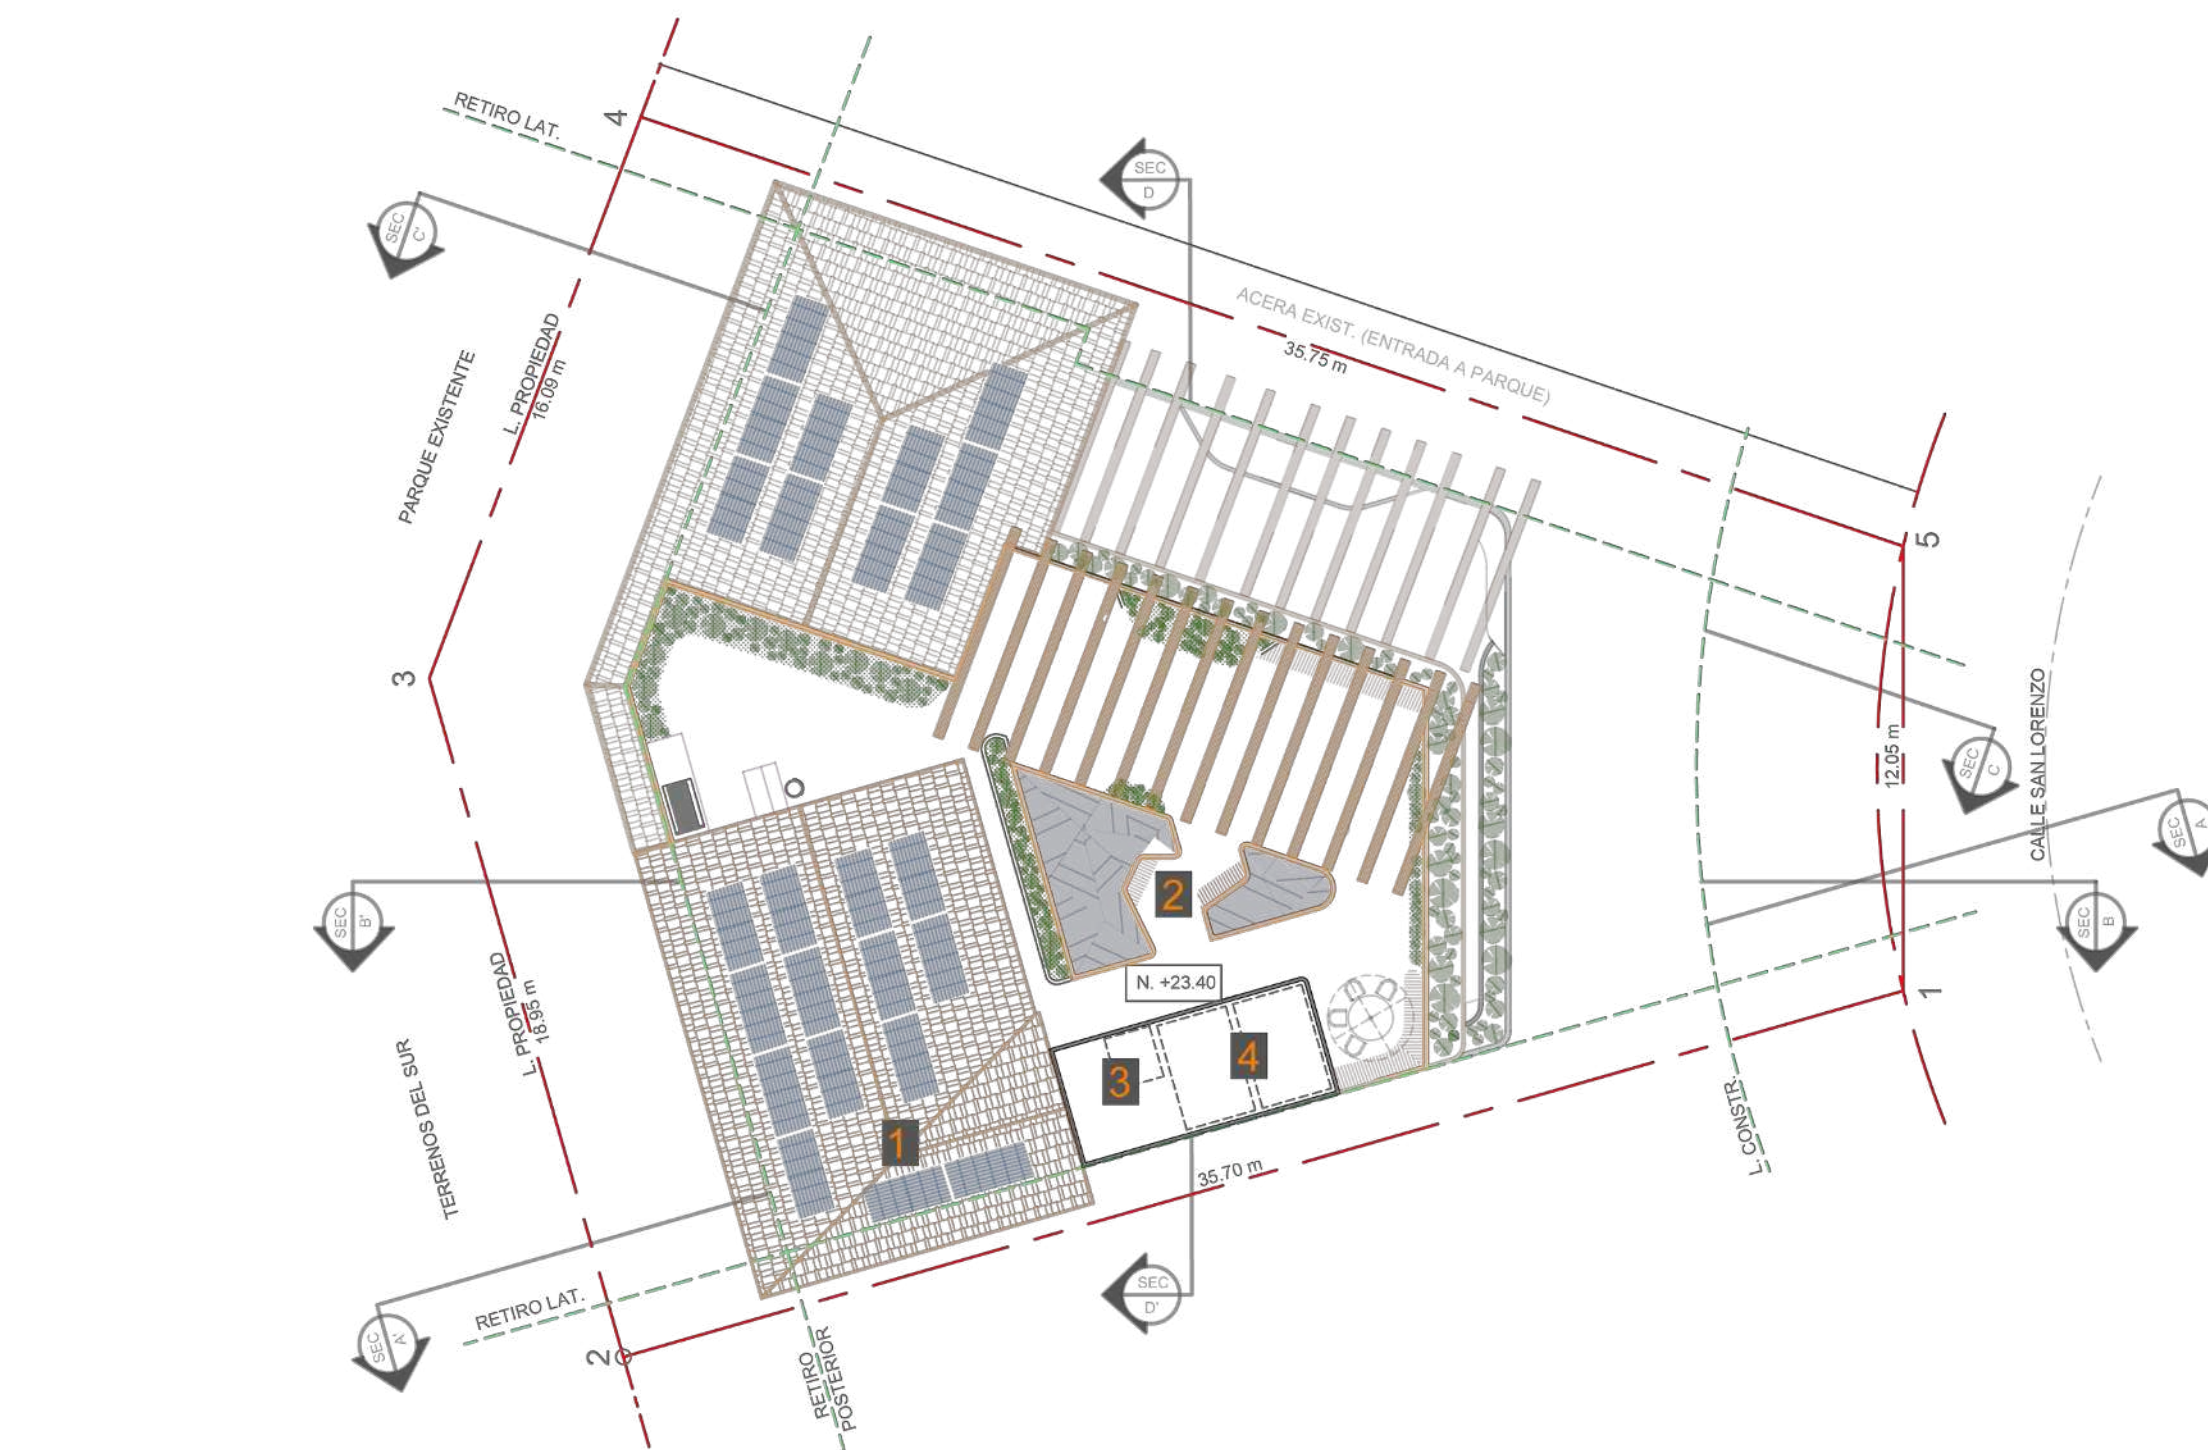 RETIRO LAT.
4
SEC
D
SEC
C'
ACERA EXIST. (ENTRADA A PARQUE)
35.75 m
L. PROPIEDAD
16.09 m
PARQUE EXISTENTE
5
3
CALLE SAN LORENZO
12.05 m
SEC
C
SEC
A
2
SEC
B'
SEC
B
L. PROPIEDAD
18.95 m
N. +23.40
1
3
4
TERRENOS DEL SUR
1
L. CONSTR.
35.70 m
SEC
D'
RETIRO LAT.
SEC
A'
2
RETIRO
POSTERIOR